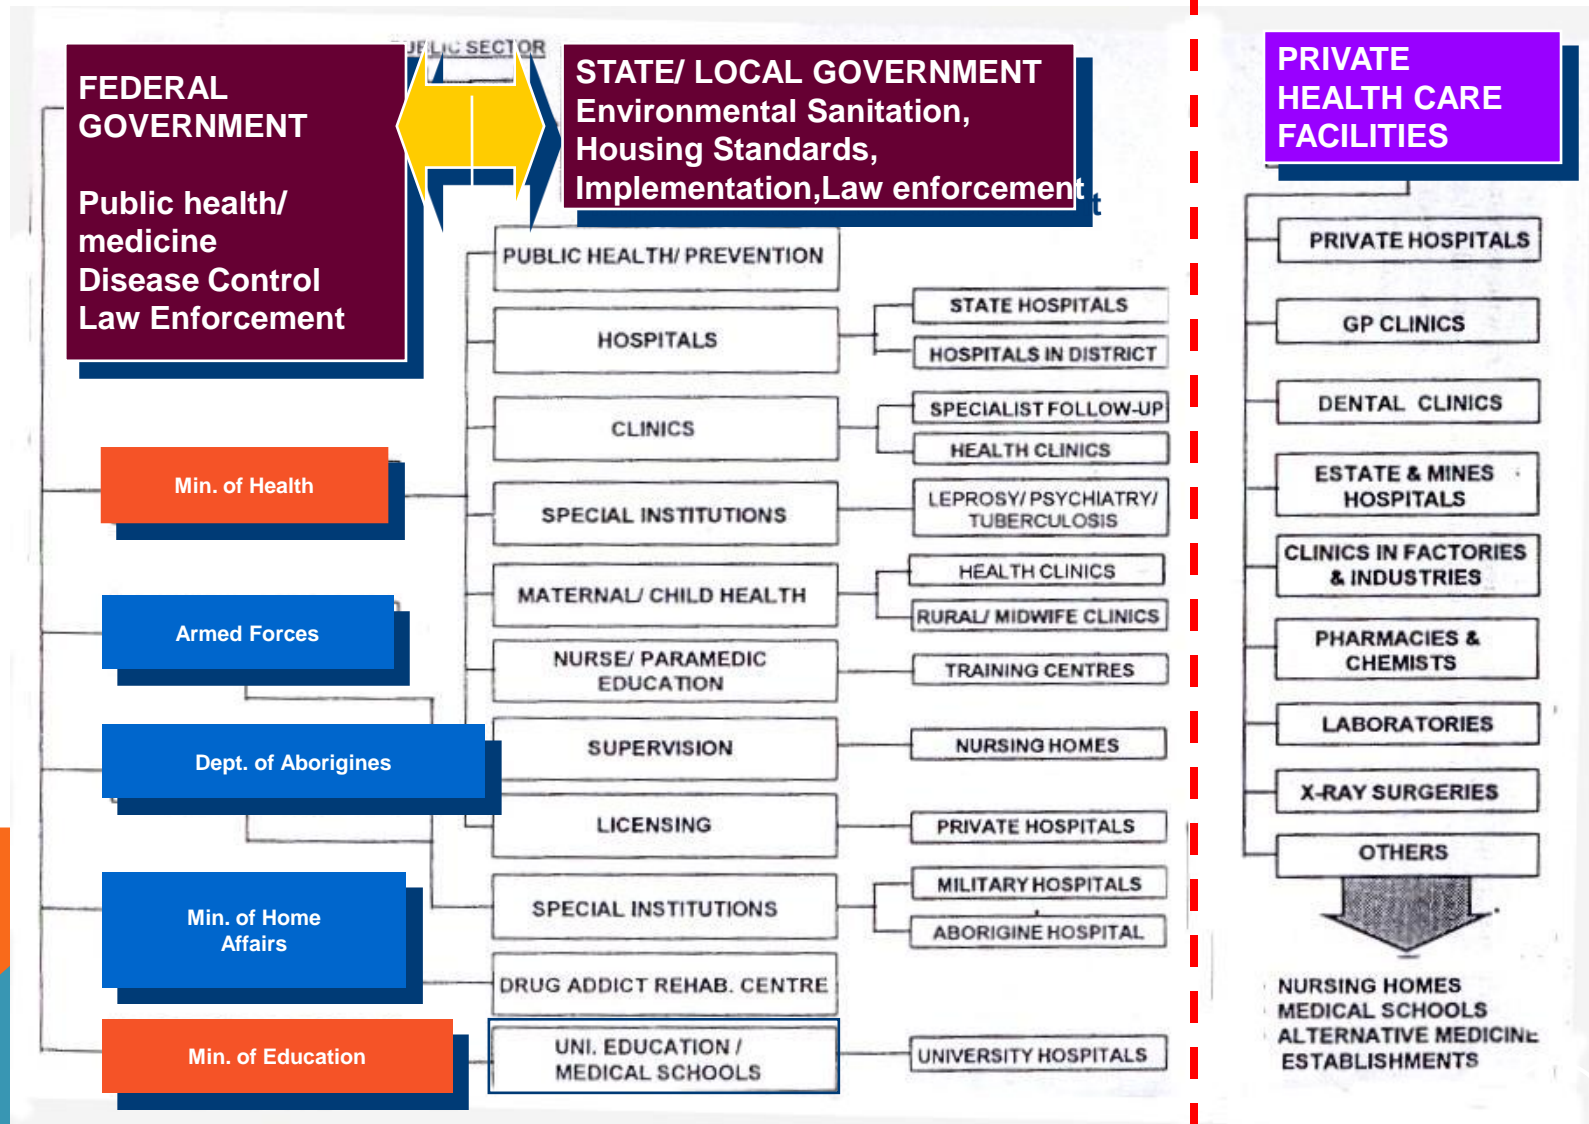 PUBLIC SECTOR
FEDERAL
GOVERNMENT
Public health/
medicine
Disease Control
Law Enforcement
STATE/ LOCAL GOVERNMENT
Environmental Sanitation,
Housing Standards,
Implementation,Law enforcement
Min. of Health
Armed Forces
Dept. of Aborigines
Min. of Home
Affairs
Min. of Education
PUBLIC HEALTH/ PREVENTION
HOSPITALS
STATE HOSPITALS
HOSPITALS IN DISTRICT
CLINICS
SPECIALIST FOLLOW-UP
HEALTH CLINICS
SPECIAL INSTITUTIONS
LEPROSY/ PSYCHIATRY/
TUBERCULOSIS
MATERNAL/ CHILD HEALTH
HEALTH CLINICS
RURAL/ MIDWIFE CLINICS
NURSE/ PARAMEDIC
EDUCATION
TRAINING CENTRES
SUPERVISION
NURSING HOMES
LICENSING
PRIVATE HOSPITALS
SPECIAL INSTITUTIONS
MILITARY HOSPITALS
ABORIGINE HOSPITAL
DRUG ADDICT REHAB. CENTRE
UNI. EDUCATION /
MEDICAL SCHOOLS
UNIVERSITY HOSPITALS
PRIVATE
HEALTH CARE
FACILITIES
PRIVATE HOSPITALS
GP CLINICS
DENTAL CLINICS
ESTATE & MINES
HOSPITALS
CLINICS IN FACTORIES
& INDUSTRIES
PHARMACIES &
CHEMISTS
LABORATORIES
X-RAY SURGERIES
OTHERS
NURSING HOMES
MEDICAL SCHOOLS
ALTERNATIVE MEDICINE
ESTABLISHMENTS